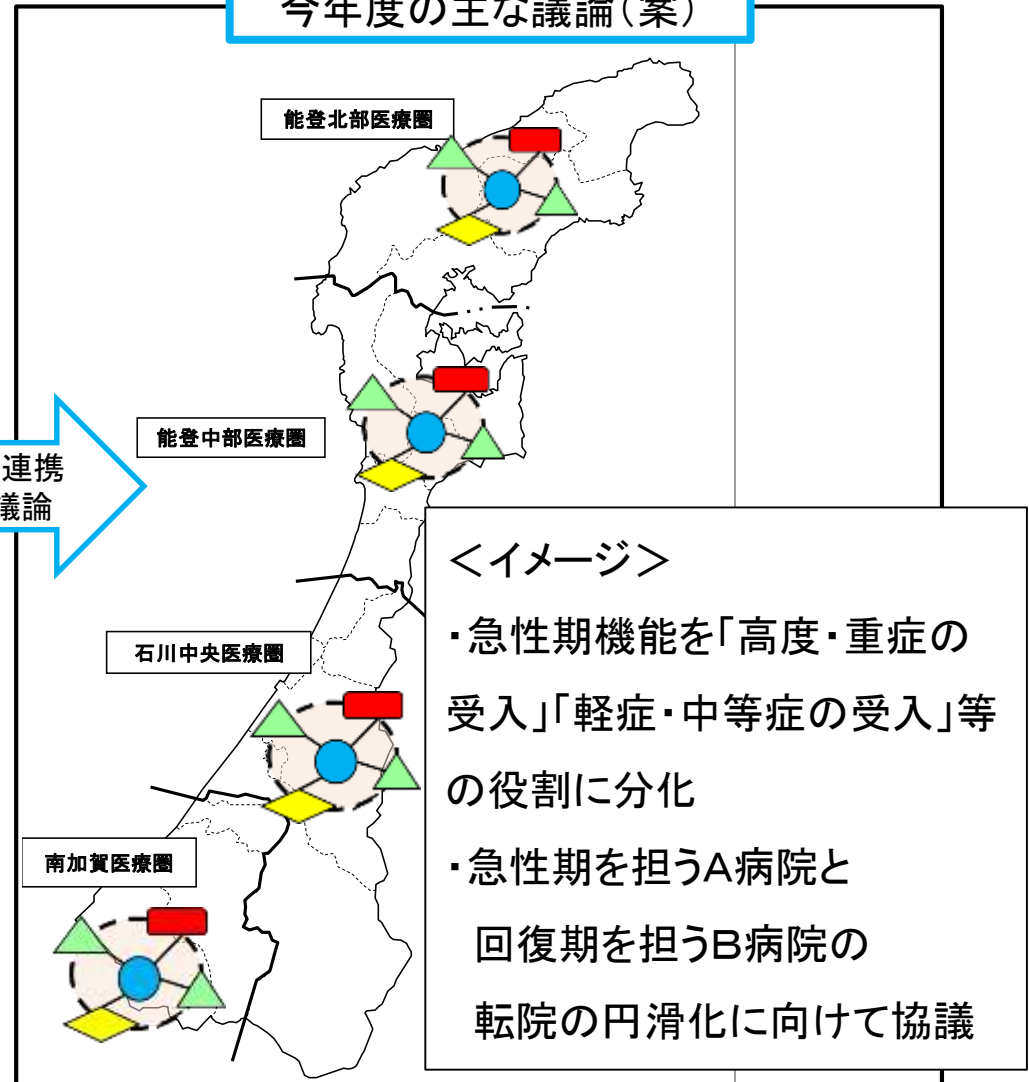 今年度の主な議論（案）
能登北部医療圏
能登中部医療圏
連携
議論
石川中央医療圏
南加賀医療圏
＜イメージ＞
・急性期機能を「高度・重症の
受入」「軽症・中等症の受入」等
の役割に分化
・急性期を担うA病院と
回復期を担うB病院の
転院の円滑化に向けて協議